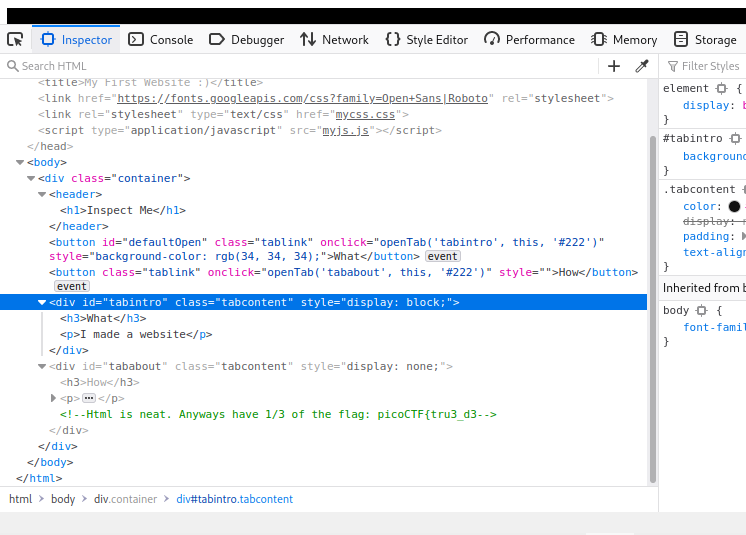 Inspector Console Debugger Network Style Editor Performance Memory Storage
Search HTML
Filter Styles
<title>My First Website :)</title>
<link href="https://fonts.googleapis.com/css?family=Open+Sans|Roboto" rel="stylesheet">
<link rel="stylesheet" type="text/css" href="mycss.css">
<script type="application/javascript" src="myjs.js"></script>
</head>
<body>
<div class="container">
<header>
<h1>Inspect Me</h1>
</header>
<button id="defaultOpen" class="tablink" onclick="openTab('tabintro', this, '#222')"
style="background-color: rgb(34, 34, 34);">What</button> event
<button class="tablink" onclick="openTab('tababout', this, '#222')" style="">How</button>
event
<div id="tabintro" class="tabcontent" style="display: block;">
<h3>What</h3>
<p>I made a website</p>
</div>
<div id="tababout" class="tabcontent" style="display: none;">
<h3>How</h3>
<p>…</p>
<!--Html is neat. Anyways have 1/3 of the flag: picoCTF{tru3_d3-->
</div>
</div>
</body>
</html>
html > body > div.container > div#tabintro.tabcontent
element {
display: b
}
#tabintro
background
}
.tabcontent
color:
display:
padding:
text-align
}
Inherited from b
body {
font-famil
}